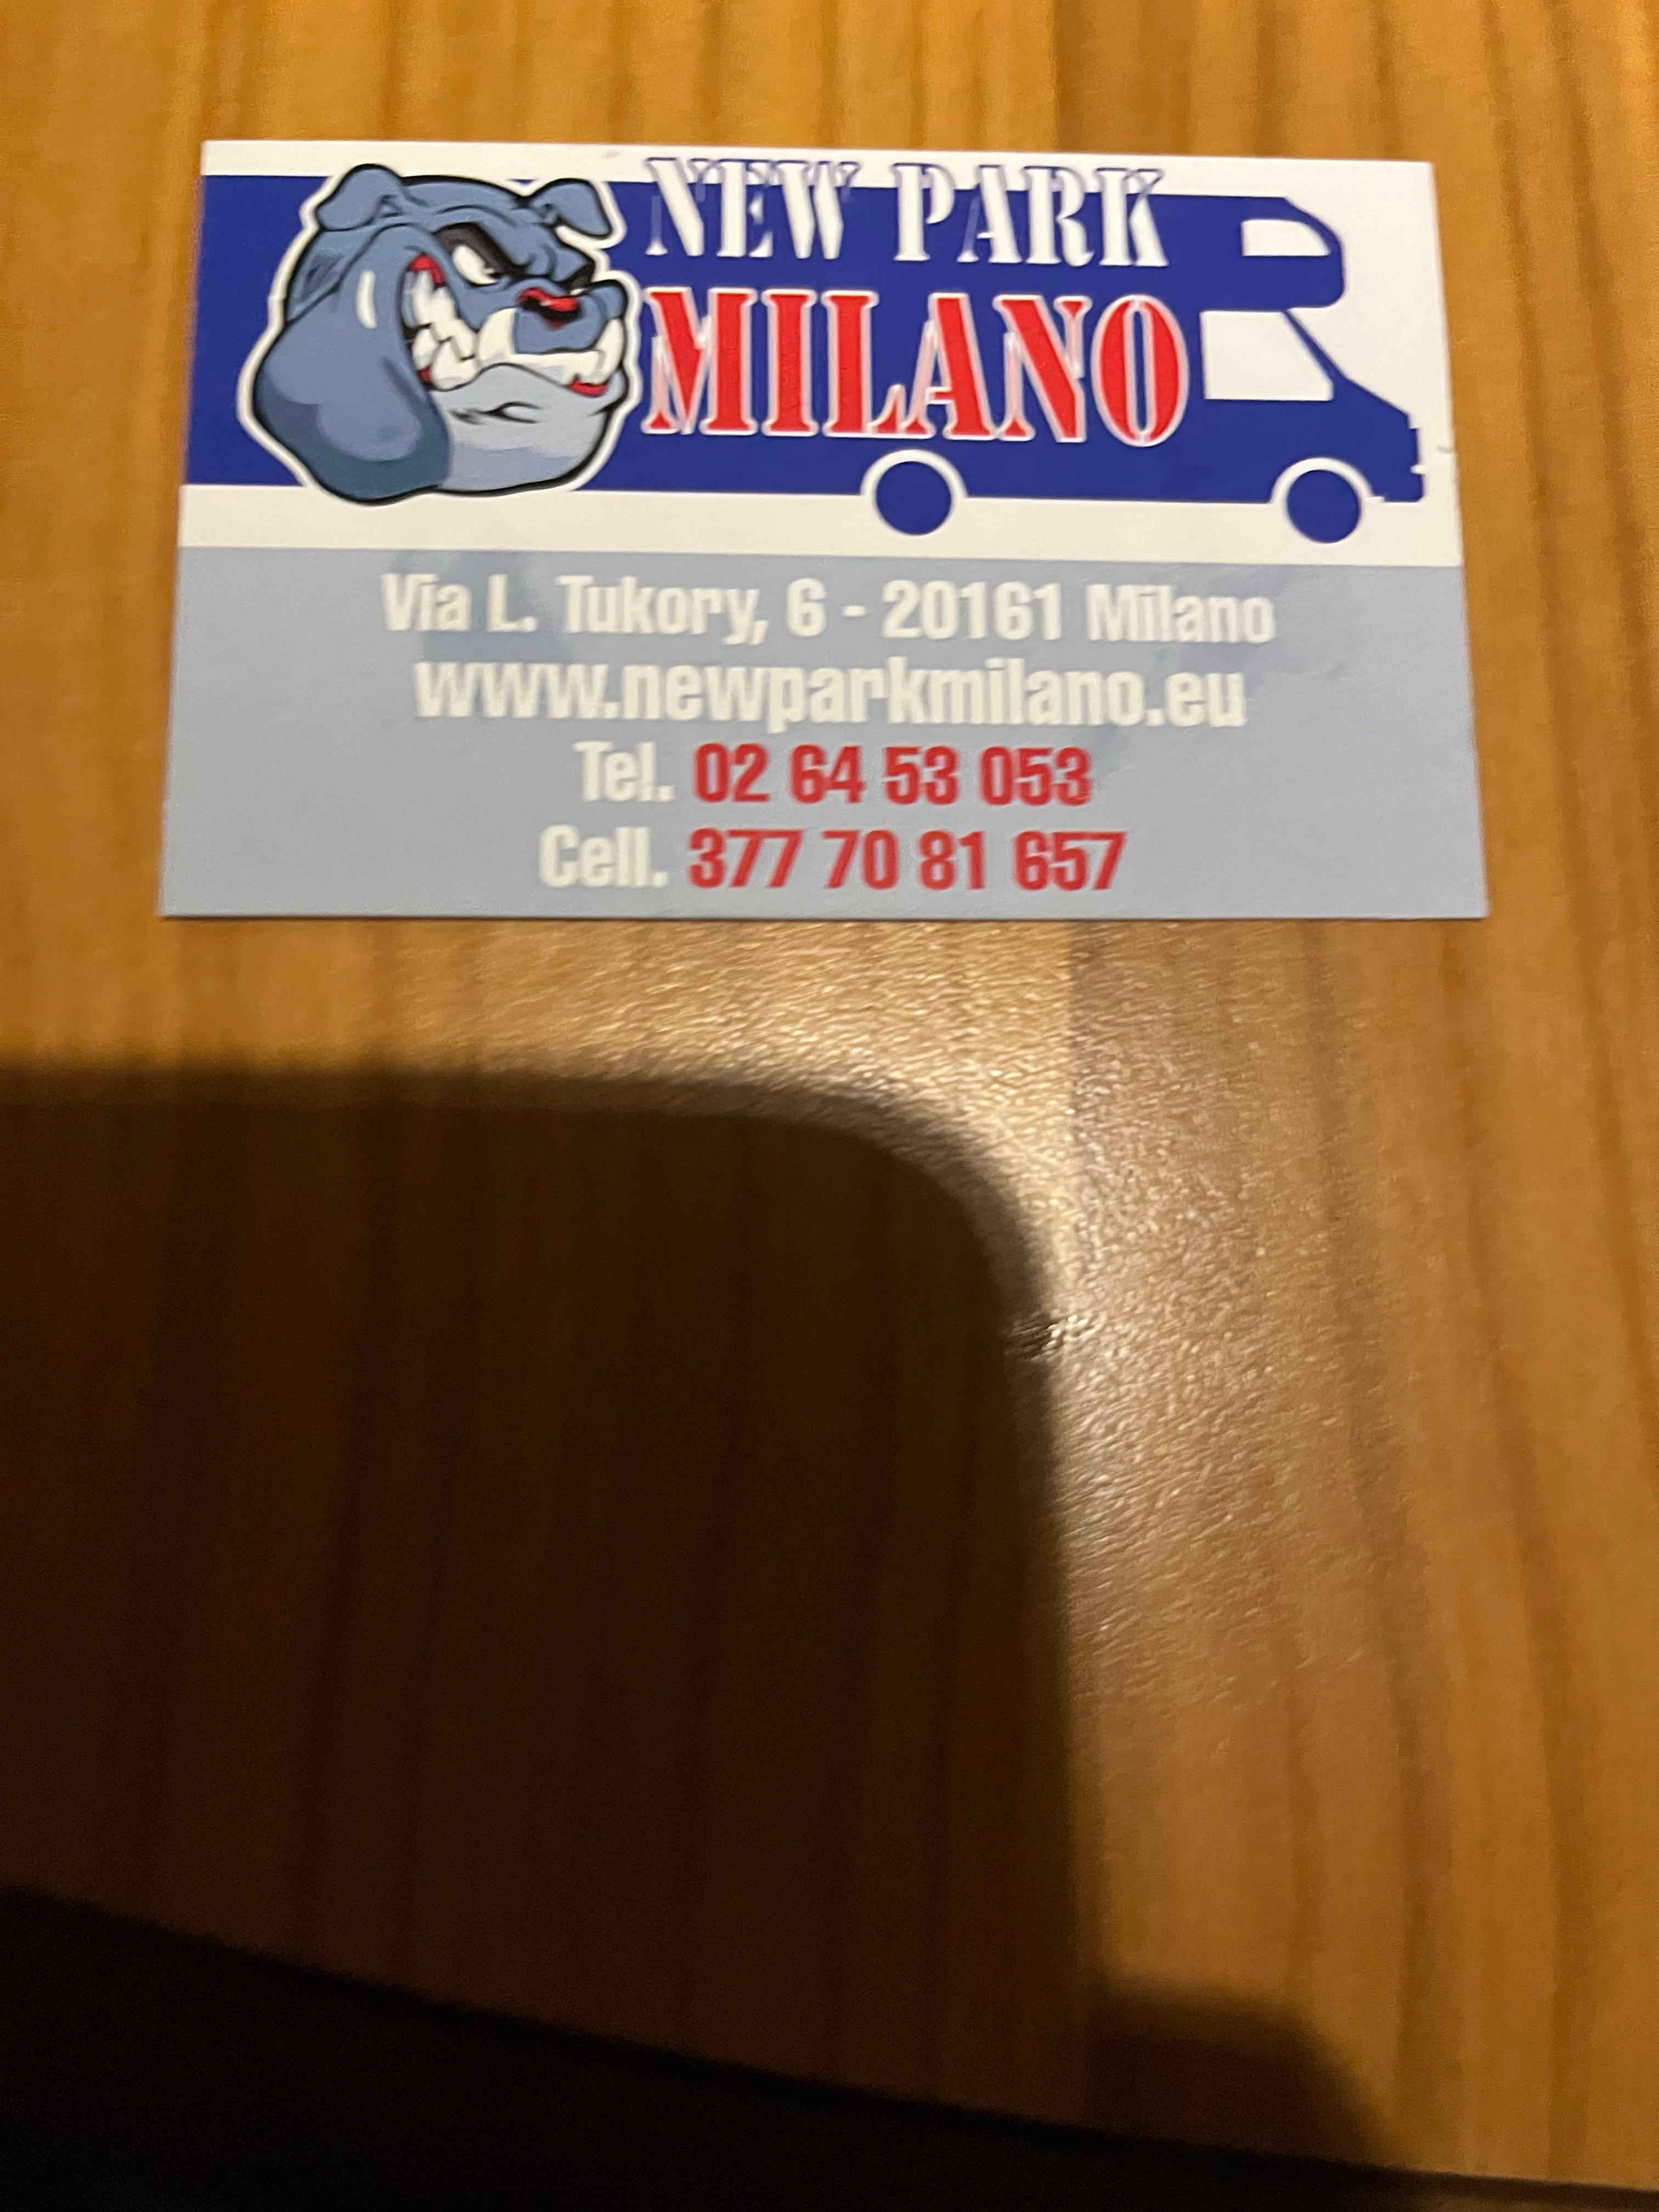 NEW PARK
MILANO
Via L. Tukory, 6 - 20161 Milano
www.newparkmilano.eu
Tel. 02 64 53 053
Cell. 377 70 81 657